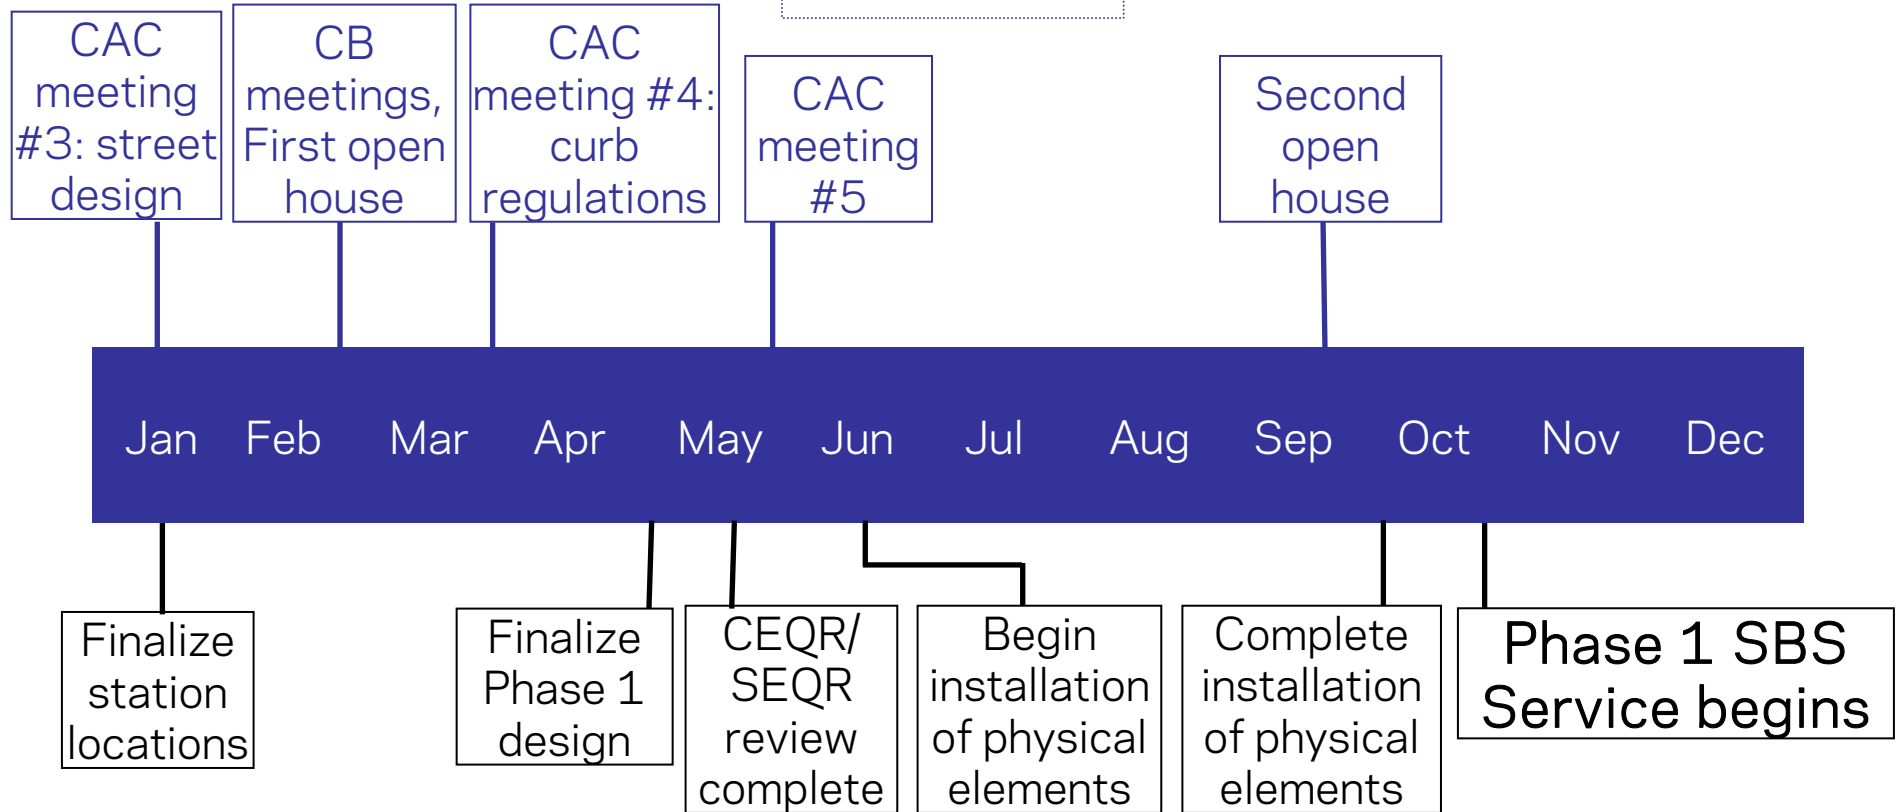 CAC
meeting
#3: street
design
CB
meetings,
First open
house
CAC
meeting #4:
curb
regulations
CAC
meeting
#5
Second
open
house
Jan Feb Mar Apr May Jun Jul Aug Sep Oct Nov Dec
Finalize
station
locations
Finalize
Phase 1
design
CEQR/
SEQR
review
complete
Begin
installation
of physical
elements
Complete
installation
of physical
elements
Phase 1 SBS
Service begins